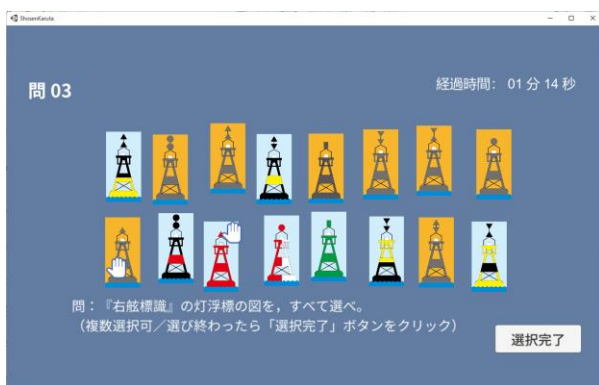 ShosenKaruta
問 03
経過時間： 01 分 14 秒
問：『右舷標識』の灯浮標の図を，すべて選べ。
（複数選択可／選び終わったら「選択完了」ボタンをクリック）
選択完了